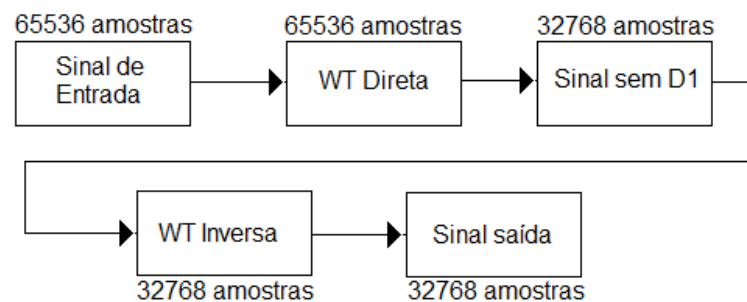 65536 amostras
65536 amostras
32768 amostras
Sinal de
Entrada
WT Direta
Sinal sem D1
WT Inversa
Sinal saída
32768 amostras
32768 amostras